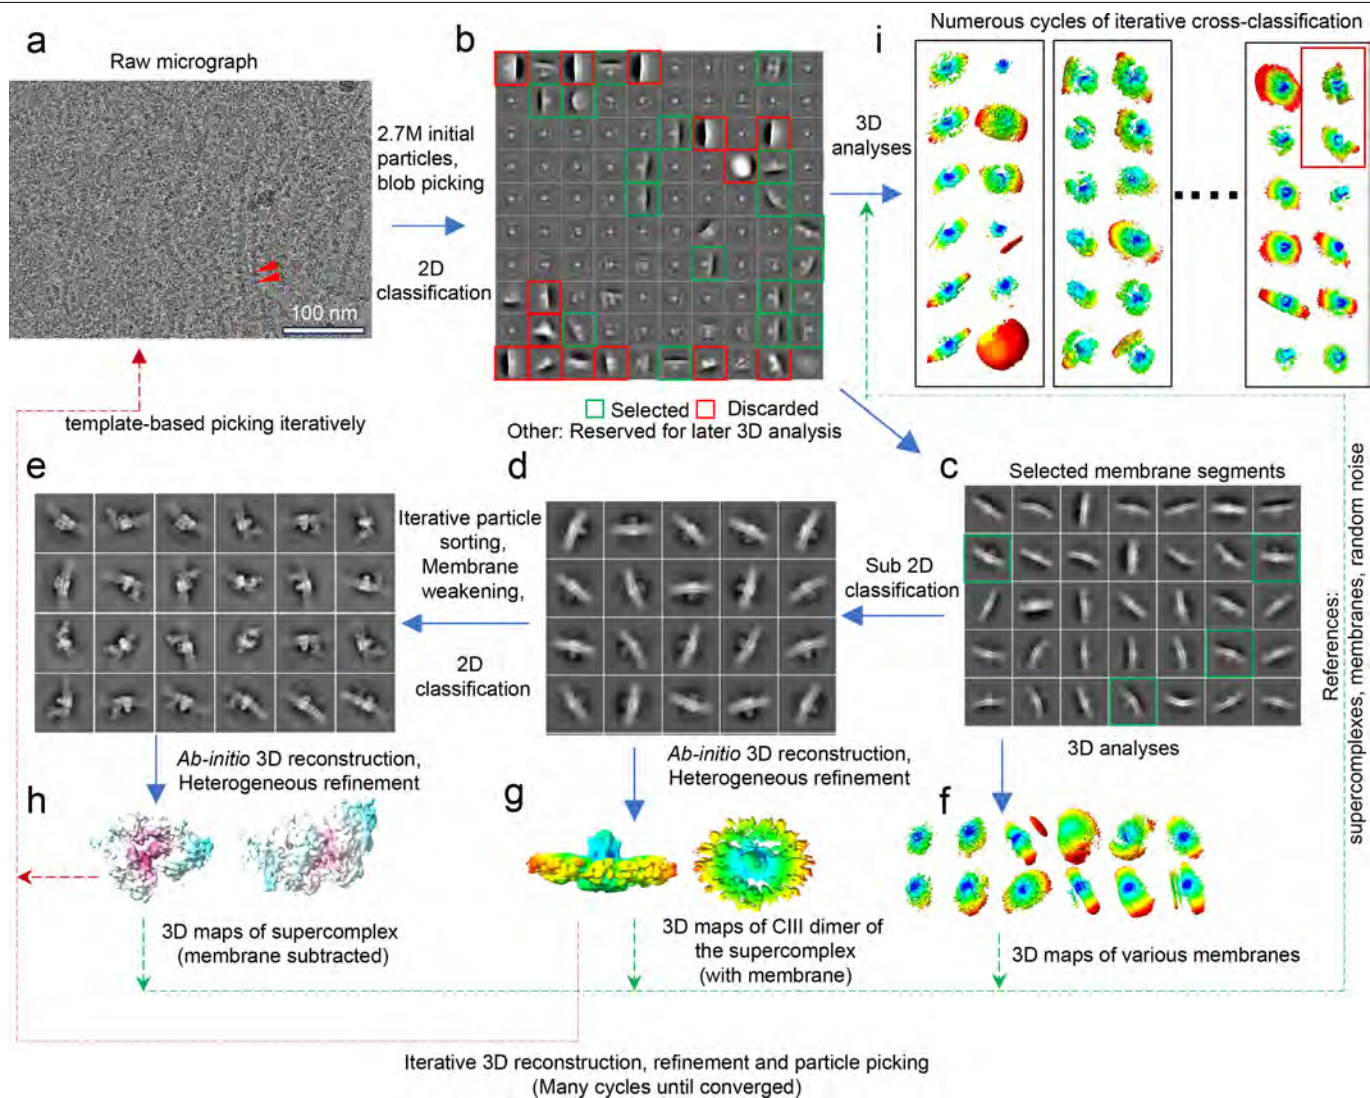 a
Raw micrograph
100 nm
2.7M initial
particles,
blob picking
2D
classification
b
Selected
Discarded
Other: Reserved for later 3D analysis
3D
analyses
i
Numerous cycles of iterative cross-classification
template-based picking iteratively
e
Iterative particle
sorting,
Membrane
weakening,
2D
classification
d
Sub 2D
classification
c
Selected membrane segments
3D analyses
References:
supercomplexes, membranes, random noise
Ab-initio 3D reconstruction,
Heterogeneous refinement
Ab-initio 3D reconstruction,
Heterogeneous refinement
h
3D maps of supercomplex
(membrane subtracted)
g
3D maps of CIII dimer of
the supercomplex
(with membrane)
f
3D maps of various membranes
Iterative 3D reconstruction, refinement and particle picking
(Many cycles until converged)